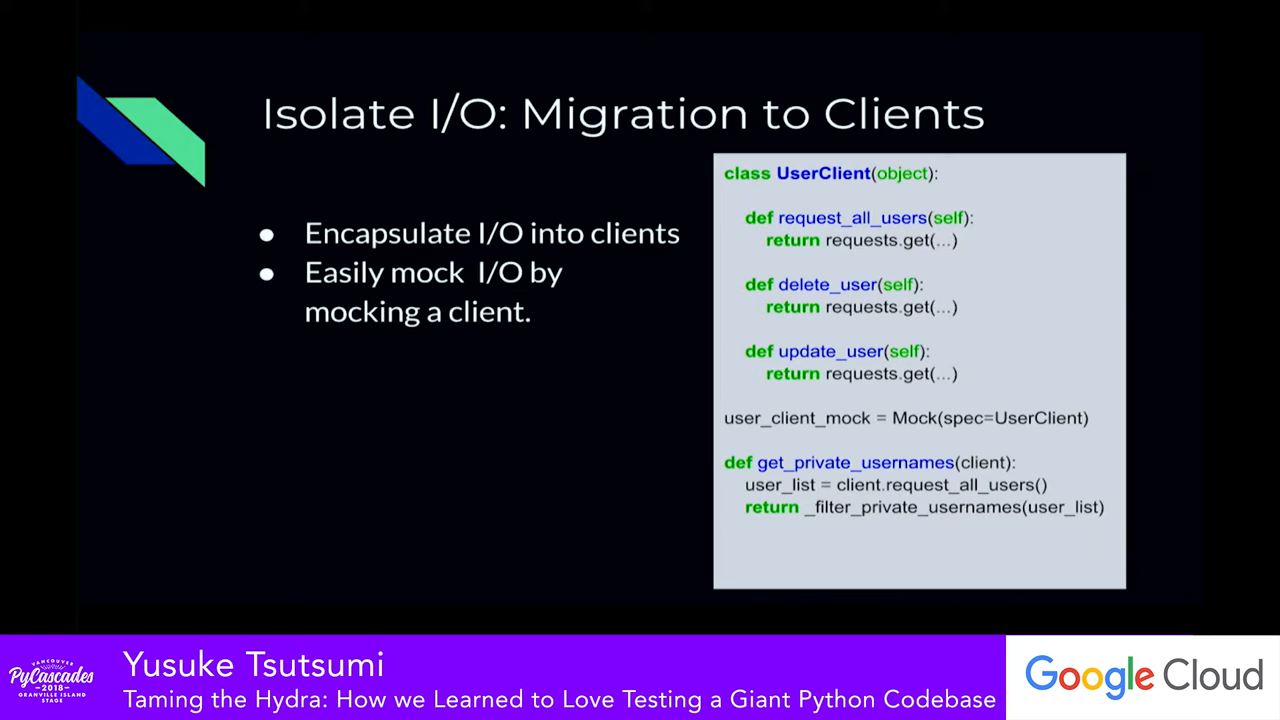 Isolate I/O: Migration to Clients
● Encapsulate I/O into clients
● Easily mock I/O by
mocking a client.
class UserClient(object):
def request_all_users(self):
return requests.get(...)
def delete_user(self):
return requests.get(...)
def update_user(self):
return requests.get(...)
user_client_mock = Mock(spec=UserClient)
def get_private_usernames(client):
user_list = client.request_all_users()
return _filter_private_usernames(user_list)
VANCOUVER
PyCascades
2018
GRANVILLE ISLAND
STAGE
Yusuke Tsutsumi
Taming the Hydra: How we Learned to Love Testing a Giant Python Codebase
Google Cloud